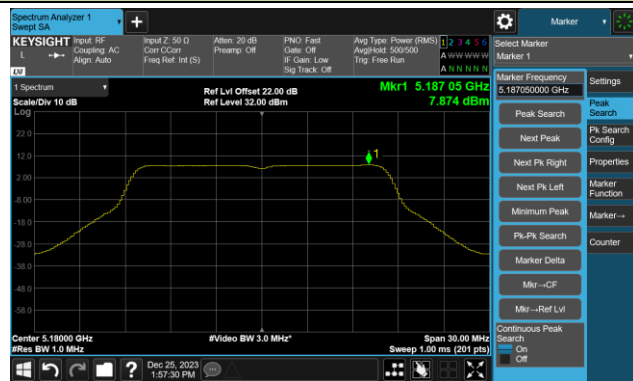 Spectrum Analyzer 1
Swept SA
Marker
KEYSIGHT
Input: RF
Coupling: AC
Align: Auto
Input Z: 50 Ω
Corr CCorr
Freq Ref: Int (S)
Atten: 20 dB
Preamp: Off
PNO: Fast
Gate: Off
IF Gain: Low
Sig Track: Off
Avg Type: Power (RMS)
Avg|Hold: 500/500
Trig: Free Run
1 2 3 4 5 6
A W W W W W
A N N N N N
L
LXI
Select Marker
Marker 1
1 Spectrum
Scale/Div 10 dB
Log
Ref Lvl Offset 22.00 dB
Ref Level 32.00 dBm
Mkr1 5.187 05 GHz
7.874 dBm
22.0
12.0
2.00
-8.00
-18.0
-28.0
-38.0
-48.0
-58.0
1
Center 5.18000 GHz
#Res BW 1.0 MHz
#Video BW 3.0 MHz*
Span 30.00 MHz
Sweep 1.00 ms (201 pts)
Marker Frequency
5.187050000 GHz
Peak Search
Next Peak
Next Pk Right
Next Pk Left
Minimum Peak
Pk-Pk Search
Marker Delta
Mkr→CF
Mkr→Ref Lvl
Continuous Peak
Search
On
Off
Settings
Peak
Search
Pk Search
Config
Properties
Marker
Function
Marker→
Counter
Dec 25, 2023
1:57:30 PM